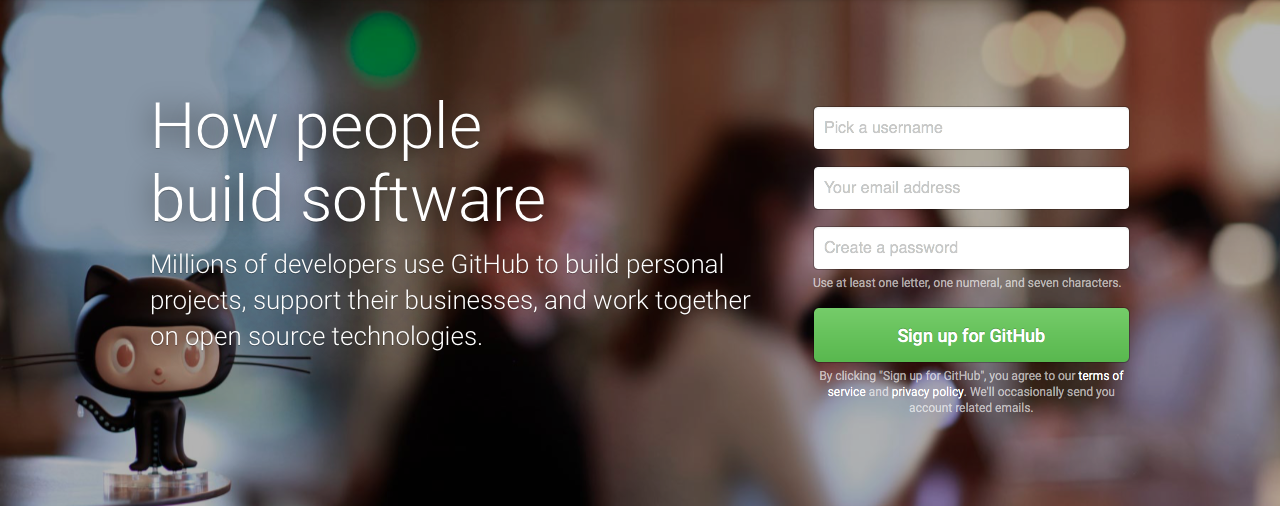 How people
build software
Millions of developers use GitHub to build personal
projects, support their businesses, and work together
on open source technologies.
Pick a username
Your email address
Create a password
Use at least one letter, one numeral, and seven characters.
Sign up for GitHub
By clicking "Sign up for GitHub", you agree to our terms of
service and privacy policy. We'll occasionally send you
account related emails.